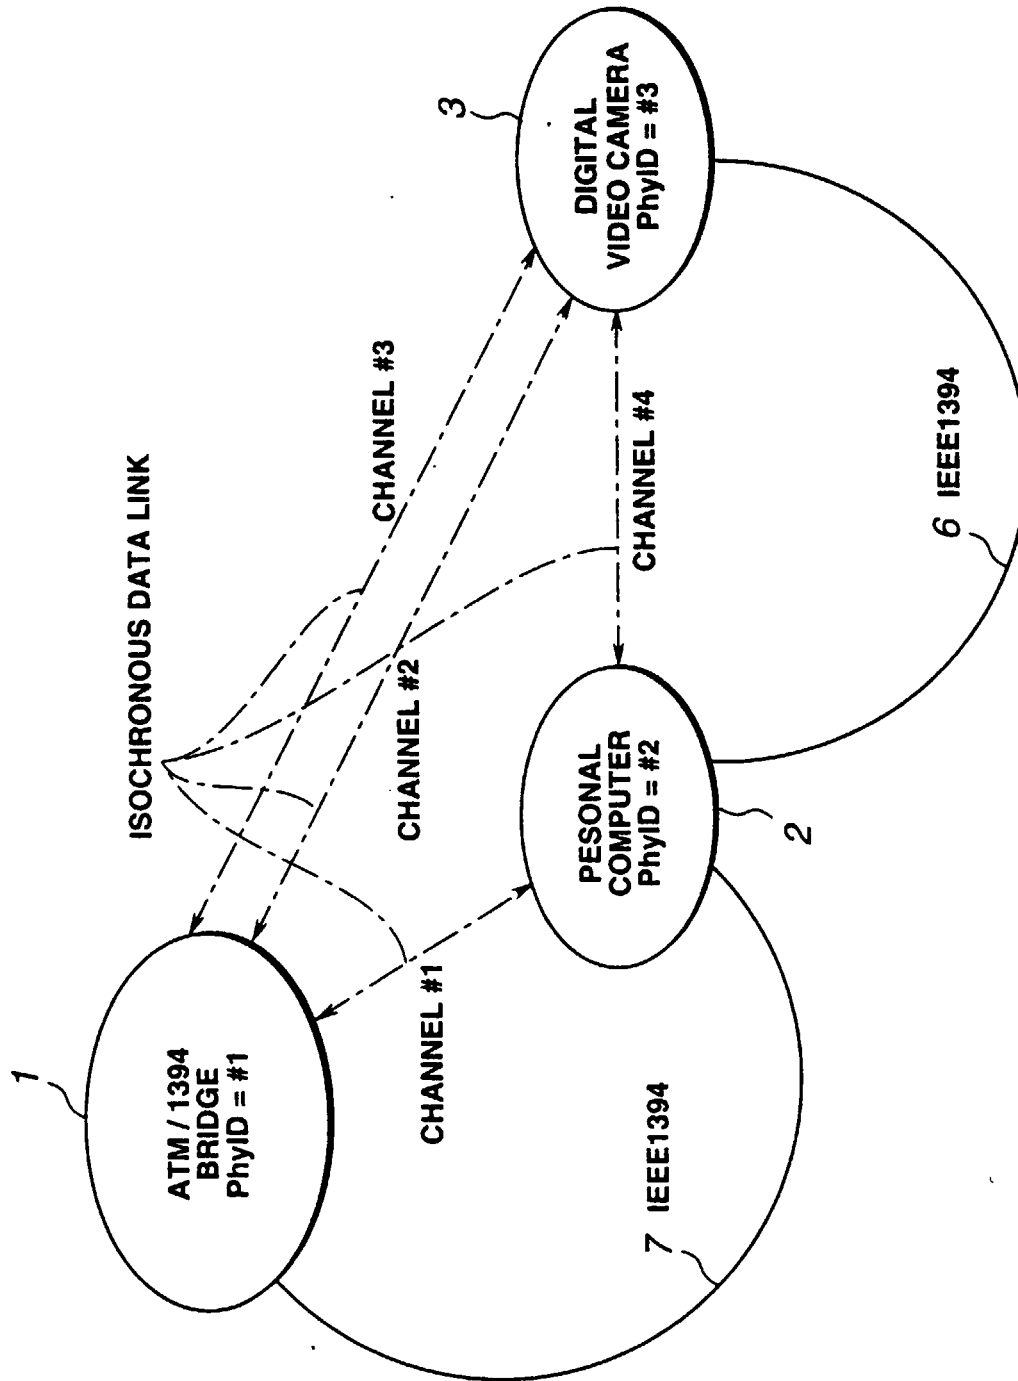 ISOCHRONOUS DATA LINK
1
ATM / 1394
BRIDGE
PhyID = #1
CHANNEL #3
3
DIGITAL
VIDEO CAMERA
PhyID = #3
CHANNEL #2
CHANNEL #1
CHANNEL #4
PESONAL
COMPUTER
PhyID = #2
2
7 IEEE1394
6 IEEE1394